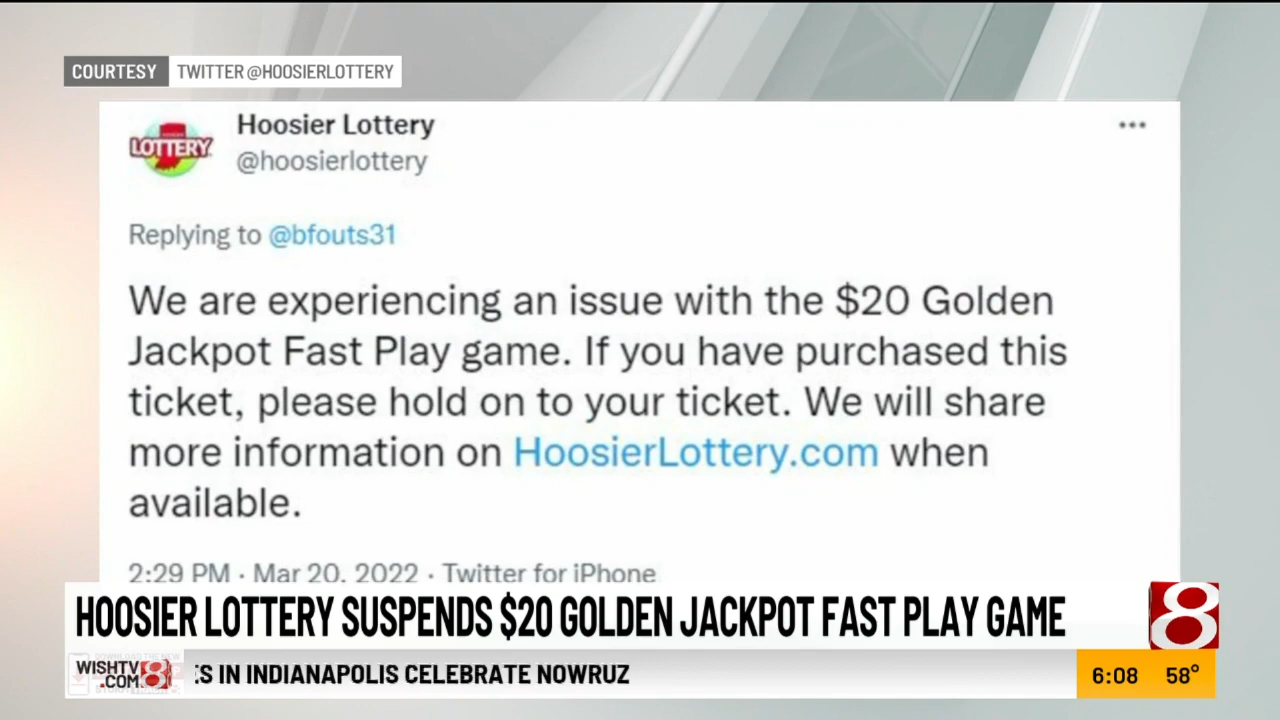 COURTESY TWITTER @HOOSIERLOTTERY
LOTTERY
Hoosier Lottery
@hoosierlottery
Replying to @bfouts31
We are experiencing an issue with the $20 Golden
Jackpot Fast Play game. If you have purchased this
ticket, please hold on to your ticket. We will share
more information on HoosierLottery.com when
available.
2:29 PM · Mar 20, 2022 · Twitter for iPhone
HOOSIER LOTTERY SUSPENDS $20 GOLDEN JACKPOT FAST PLAY GAME
8
WISHTV
.COM 8
ES IN INDIANAPOLIS CELEBRATE NOWRUZ
6:08 58°